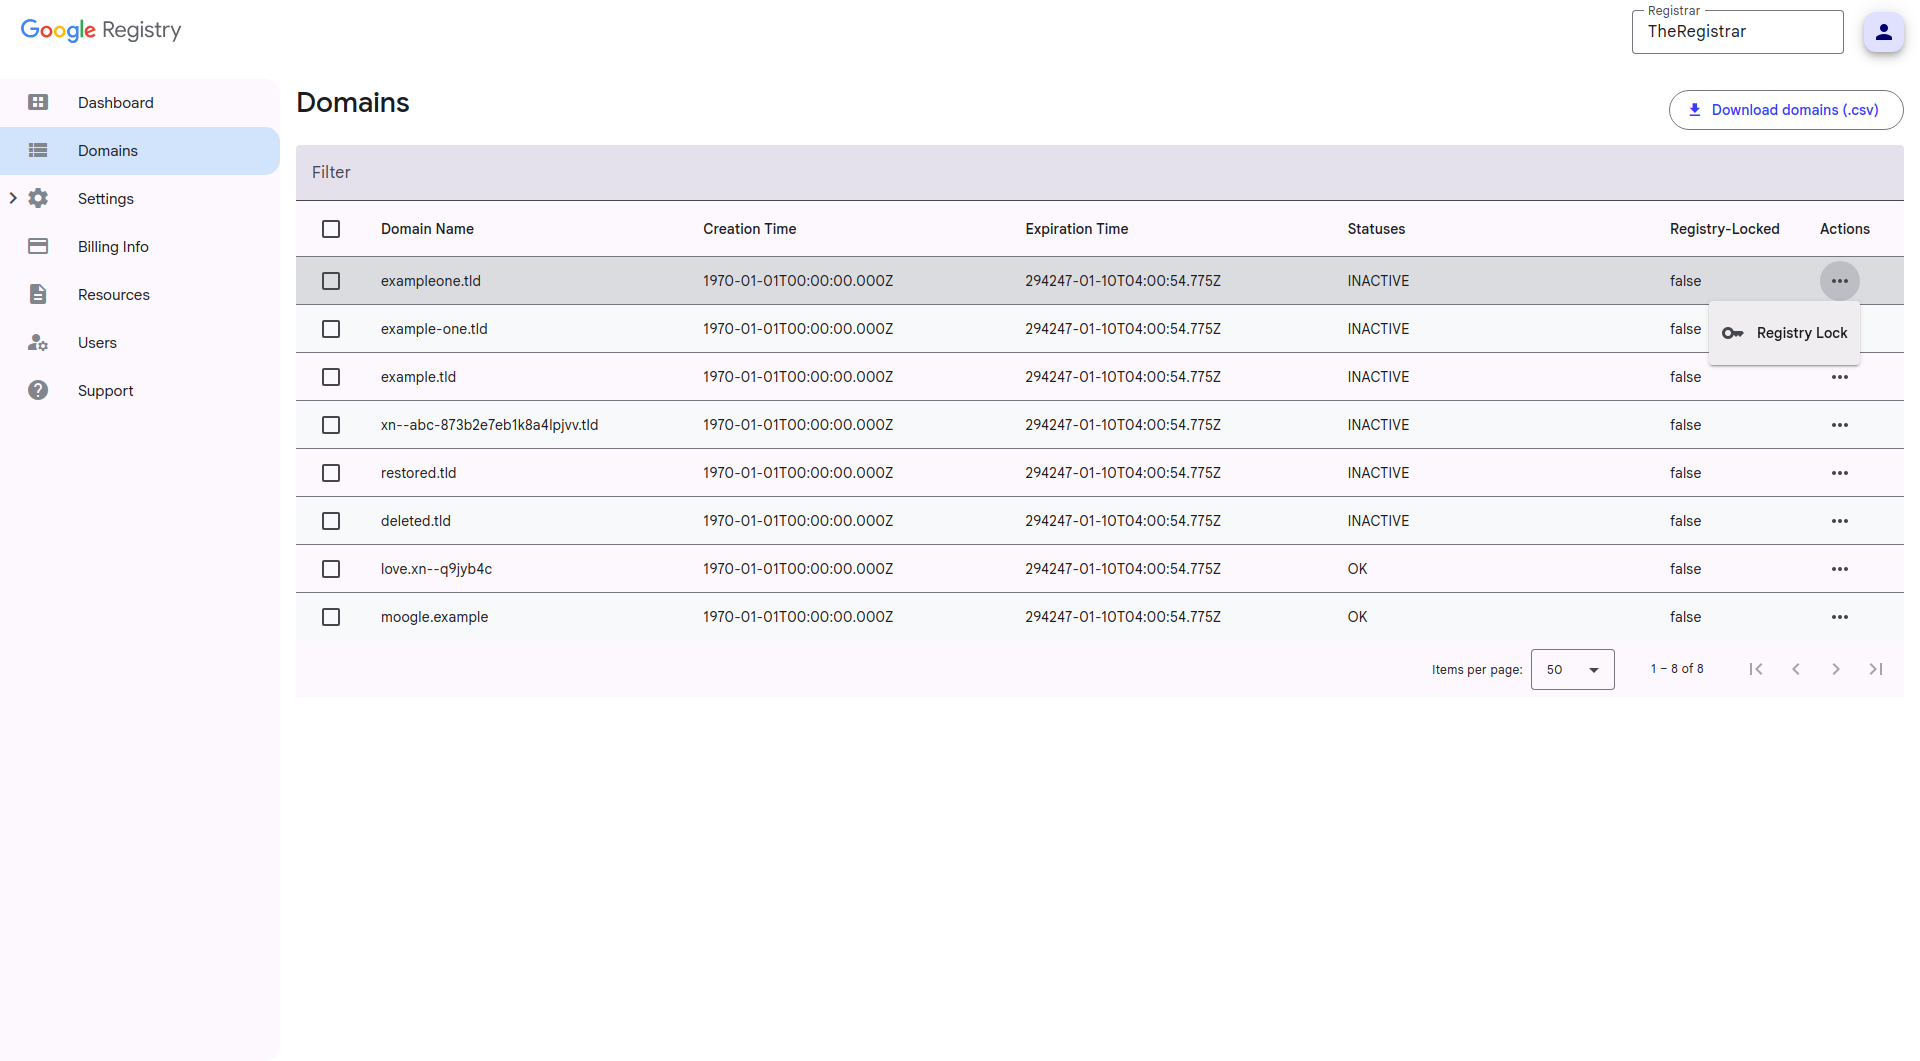 Google Registry
Registrar
TheRegistrar
Dashboard
Domains
Settings
Billing Info
Resources
Users
Support
Domains
Download domains (.csv)
Filter
Domain Name Creation Time Expiration Time Statuses Registry-Locked Actions
exampleone.tld 1970-01-01T00:00:00.000Z 294247-01-10T04:00:54.775Z INACTIVE false
example-one.tld 1970-01-01T00:00:00.000Z 294247-01-10T04:00:54.775Z INACTIVE false
Registry Lock
example.tld 1970-01-01T00:00:00.000Z 294247-01-10T04:00:54.775Z INACTIVE false
xn--abc-873b2e7eb1k8a4lpjvv.tld 1970-01-01T00:00:00.000Z 294247-01-10T04:00:54.775Z INACTIVE false
restored.tld 1970-01-01T00:00:00.000Z 294247-01-10T04:00:54.775Z INACTIVE false
deleted.tld 1970-01-01T00:00:00.000Z 294247-01-10T04:00:54.775Z INACTIVE false
love.xn--q9jyb4c 1970-01-01T00:00:00.000Z 294247-01-10T04:00:54.775Z OK false
moogle.example 1970-01-01T00:00:00.000Z 294247-01-10T04:00:54.775Z OK false
Items per page: 50 1 – 8 of 8